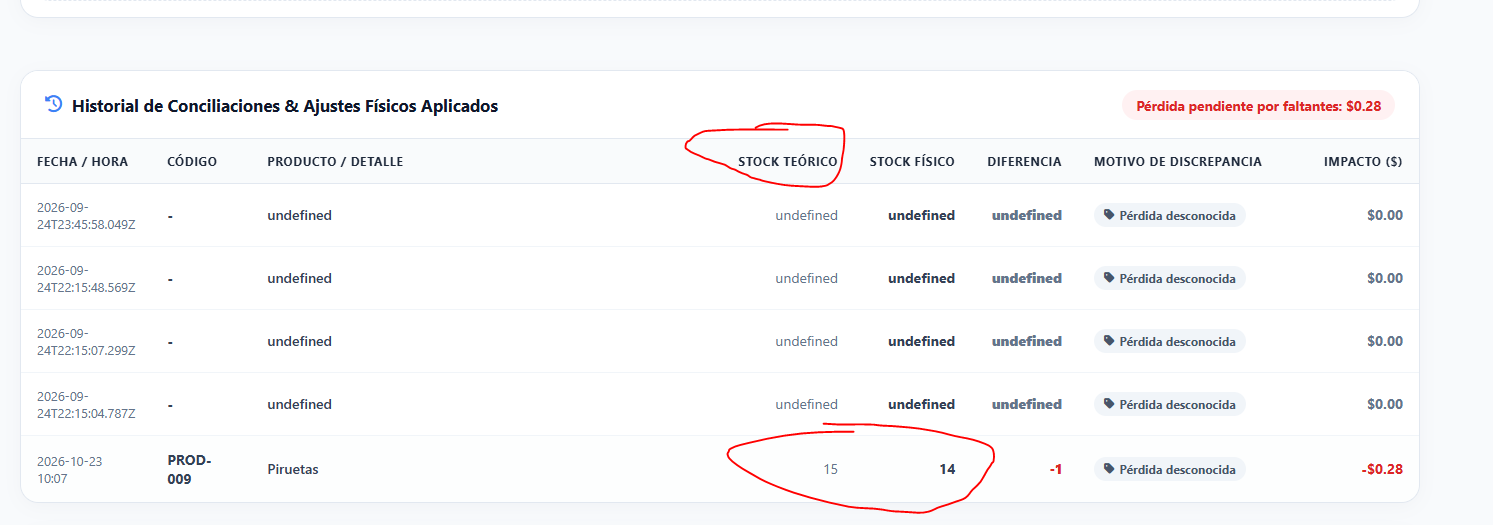 Historial de Conciliaciones & Ajustes Físicos Aplicados
Pérdida pendiente por faltantes: $0.28
FECHA / HORA CÓDIGO PRODUCTO / DETALLE STOCK TEÓRICO STOCK FÍSICO DIFERENCIA MOTIVO DE DISCREPANCIA IMPACTO ($)
2026-09-
24T23:45:58.049Z - undefined undefined undefined undefined Pérdida desconocida $0.00
2026-09-
24T22:15:48.569Z - undefined undefined undefined undefined Pérdida desconocida $0.00
2026-09-
24T22:15:07.299Z - undefined undefined undefined undefined Pérdida desconocida $0.00
2026-09-
24T22:15:04.787Z - undefined undefined undefined undefined Pérdida desconocida $0.00
2026-10-23 PROD-
10:07 009 Piruetas 15 14 -1 Pérdida desconocida -$0.28